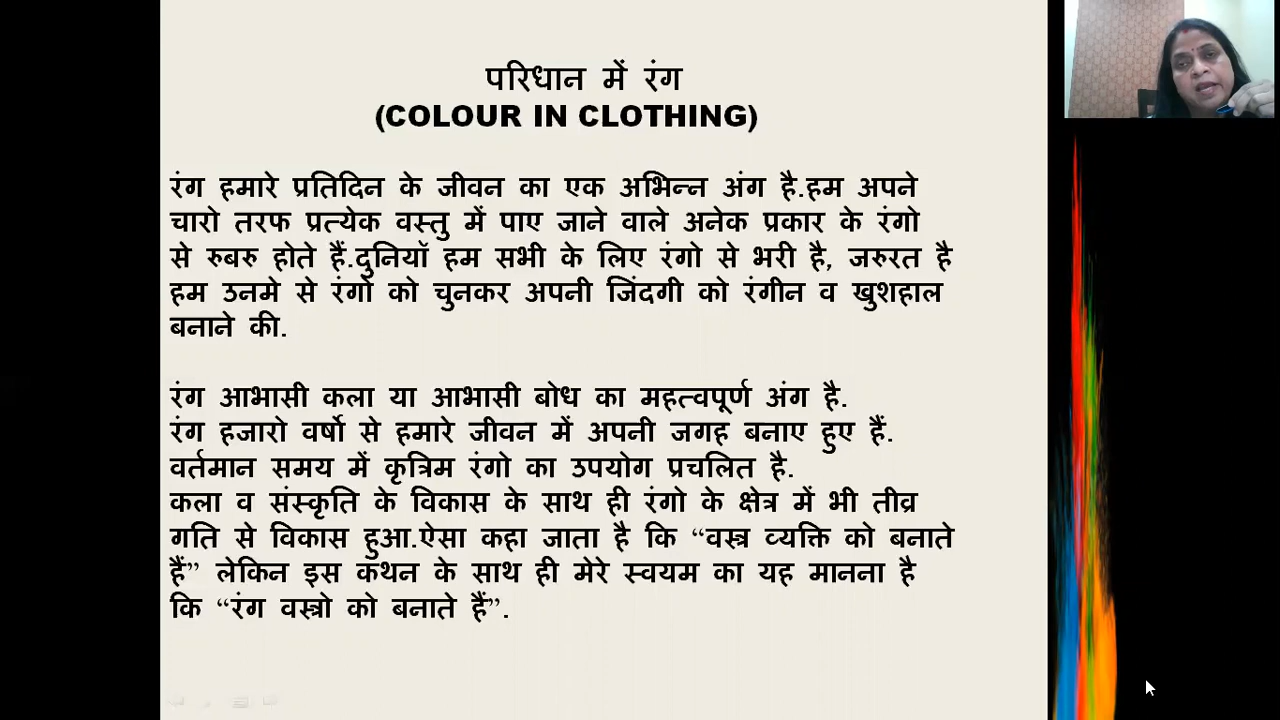 परिधान में रंग
(COLOUR IN CLOTHING)
रंग हमारे प्रतिदिन के जीवन का एक अभिन्न अंग है.हम अपने
चारो तरफ प्रत्येक वस्तु में पाए जाने वाले अनेक प्रकार के रंगो
से रुबरु होते हैं.दुनियॉ हम सभी के लिए रंगो से भरी है, जरुरत है
हम उनमे से रंगो को चुनकर अपनी जिंदगी को रंगीन व खुशहाल
बनाने की.
रंग आभासी कला या आभासी बोध का महत्वपूर्ण अंग है.
रंग हजारो वर्षो से हमारे जीवन में अपनी जगह बनाए हुए हैं.
वर्तमान समय में कृत्रिम रंगो का उपयोग प्रचलित है.
कला व संस्कृति के विकास के साथ ही रंगो के क्षेत्र में भी तीव्र
गति से विकास हुआ.ऐसा कहा जाता है कि “वस्त्र व्यक्ति को बनाते
हैं” लेकिन इस कथन के साथ ही मेरे स्वयम का यह मानना है
कि “रंग वस्त्रो को बनाते हैं”.